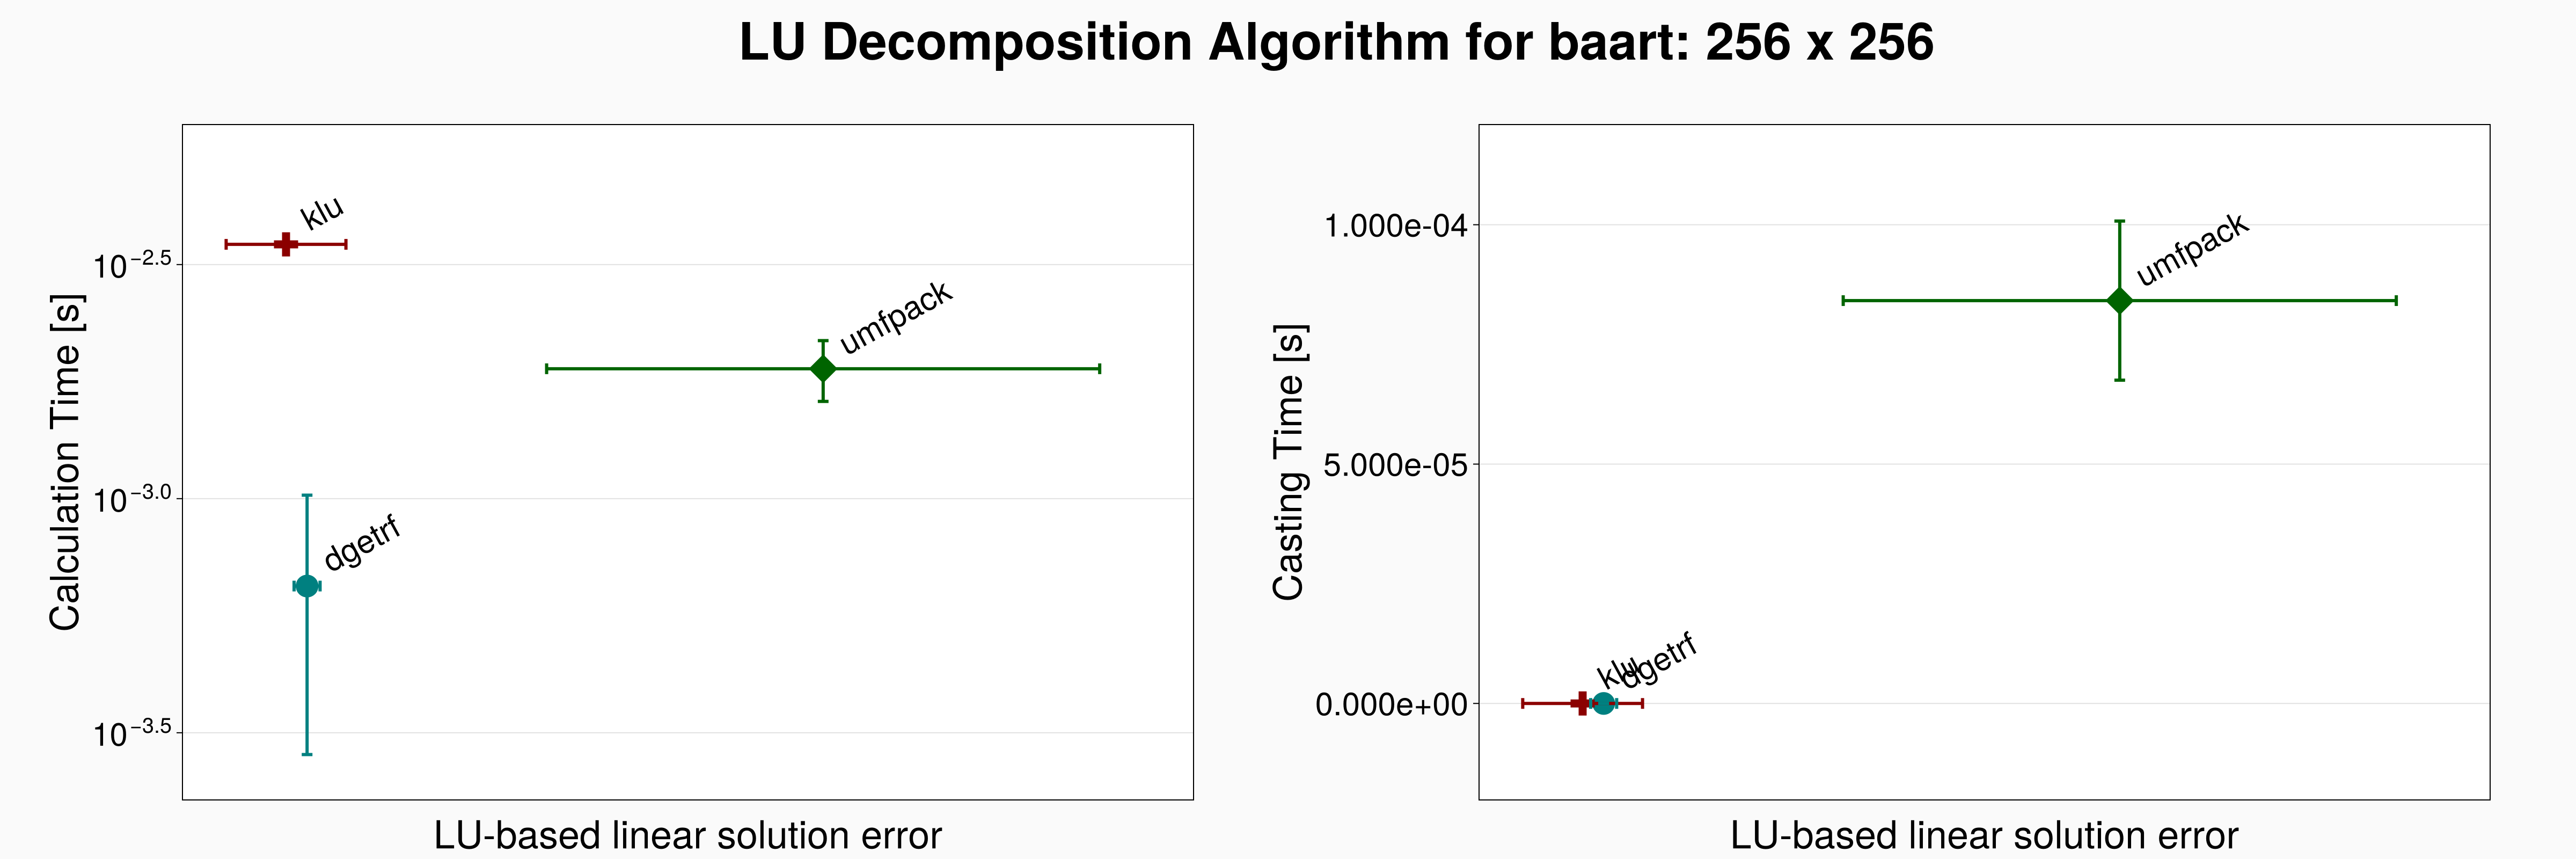 LU Decomposition Algorithm for baart: 256 x 256
Calculation Time [s]
10^−2.5
10^−3.0
10^−3.5
klu
umfpack
dgetrf
LU-based linear solution error
Casting Time [s]
1.000e-04
5.000e-05
0.000e+00
umfpack
klu
dgetrf
LU-based linear solution error